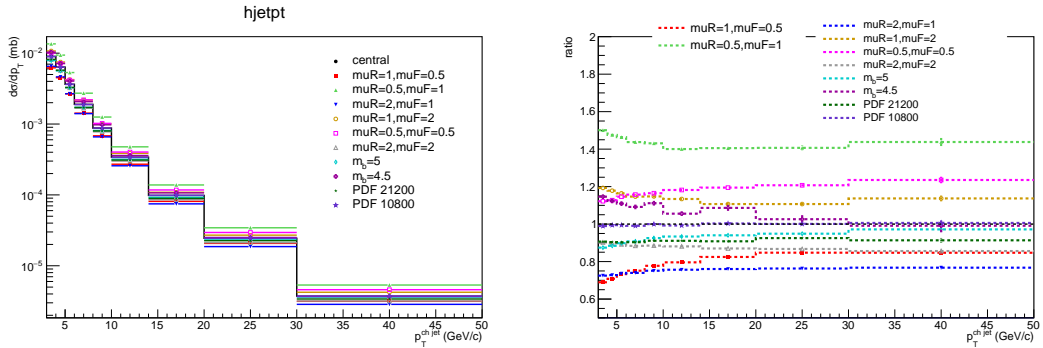 hjetpt
dσ/dp_T (mb)
10^-2
10^-3
10^-4
10^-5
central
muR=1,muF=0.5
muR=0.5,muF=1
muR=2,muF=1
muR=1,muF=2
muR=0.5,muF=0.5
muR=2,muF=2
m_b=5
m_b=4.5
PDF 21200
PDF 10800
5 10 15 20 25 30 35 40 45 50
p_T^ch jet (GeV/c)
ratio
muR=1,muF=0.5
muR=0.5,muF=1
muR=2,muF=1
muR=1,muF=2
muR=0.5,muF=0.5
muR=2,muF=2
m_b=5
m_b=4.5
PDF 21200
PDF 10800
2
1.8
1.6
1.4
1.2
1
0.8
0.6
5 10 15 20 25 30 35 40 45 50
p_T^ch jet (GeV/c)